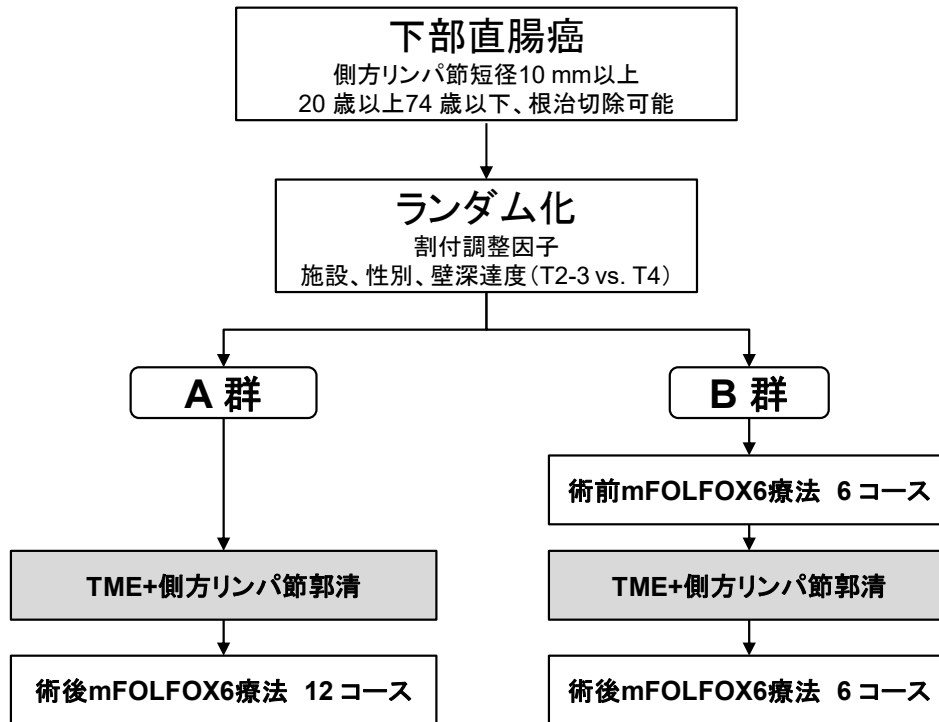 下部直腸癌
側方リンパ節短径10 mm以上
20 歳以上74 歳以下、根治切除可能
ランダム化
割付調整因子
施設、性別、壁深達度（T2-3 vs. T4）
A 群
B 群
術前mFOLFOX6療法 6 コース
TME+側方リンパ節郭清
TME+側方リンパ節郭清
術後mFOLFOX6療法 12 コース
術後mFOLFOX6療法 6 コース